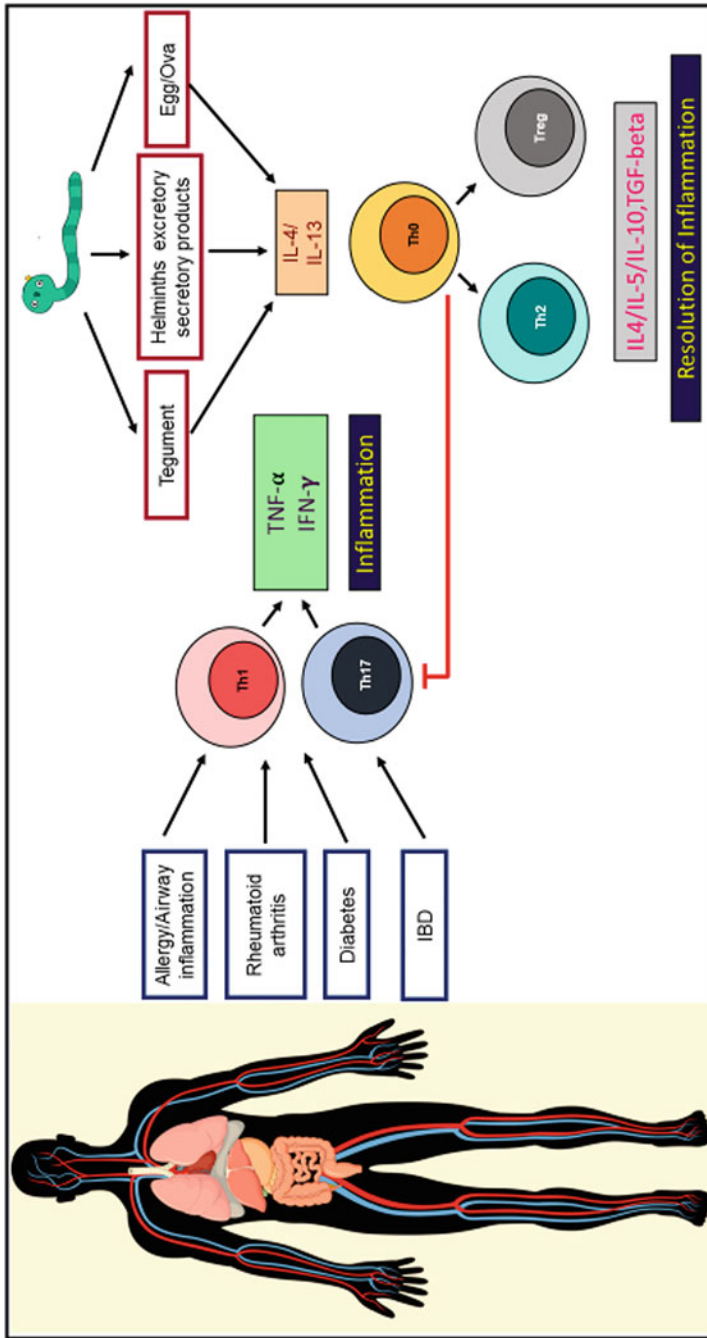 Allergy/Airway
inflammation
Rheumatoid
arthritis
Diabetes
IBD
Th1
Th17
TNF-α
IFN-γ
Inflammation
Tegument
Helminths excretory
secretory products
Egg/Ova
IL-4/
IL-13
Th0
Th2
Treg
IL4/IL-5/IL-10,TGF-beta
Resolution of Inflammation